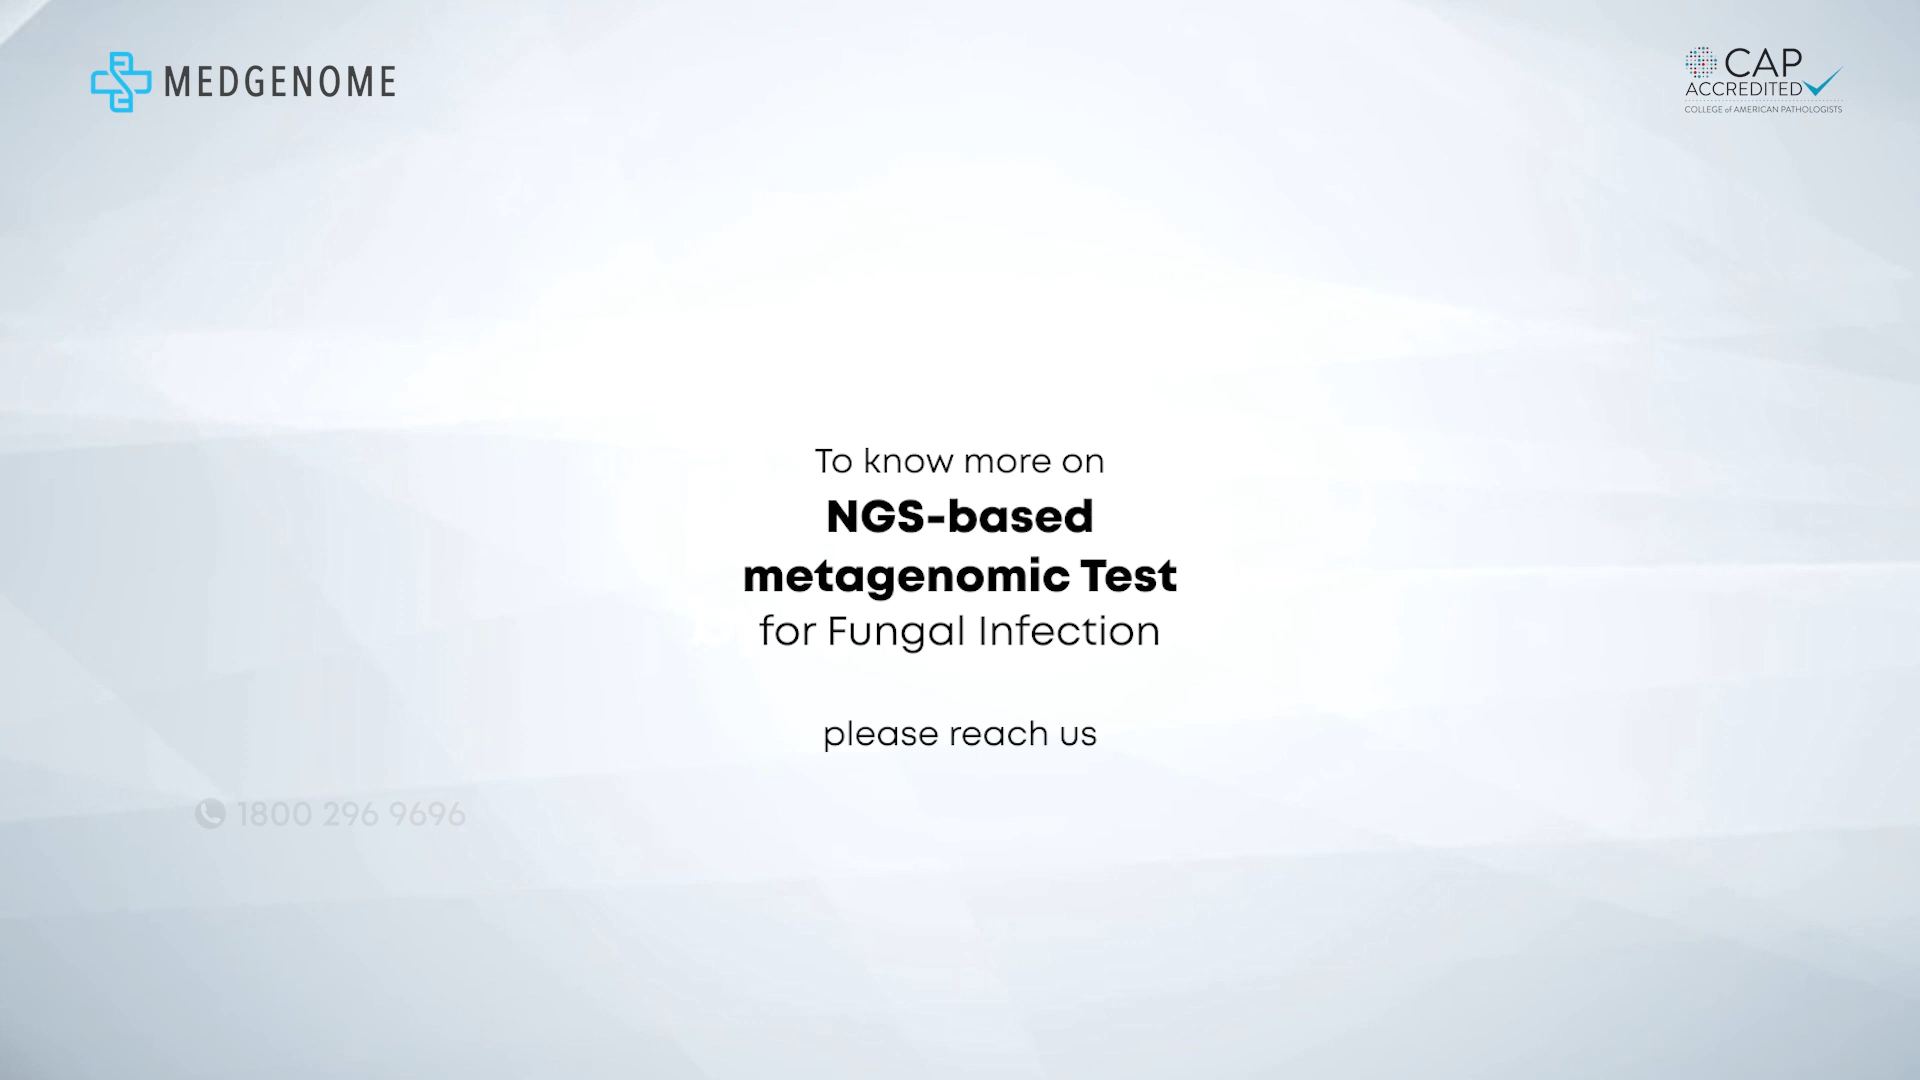 MEDGENOME
CAP
ACCREDITED
COLLEGE of AMERICAN PATHOLOGISTS
To know more on
NGS-based
metagenomic Test
for Fungal Infection
please reach us
1800 296 9696